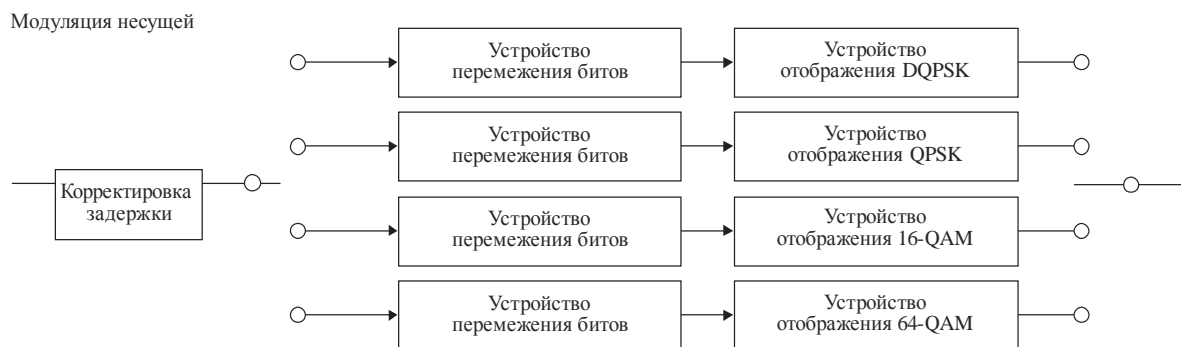 Модуляция несущей
Устройство
перемежения битов
Устройство
отображения DQPSK
Устройство
перемежения битов
Устройство
отображения QPSK
Корректировка
задержки
Устройство
перемежения битов
Устройство
отображения 16-QAM
Устройство
перемежения битов
Устройство
отображения 64-QAM